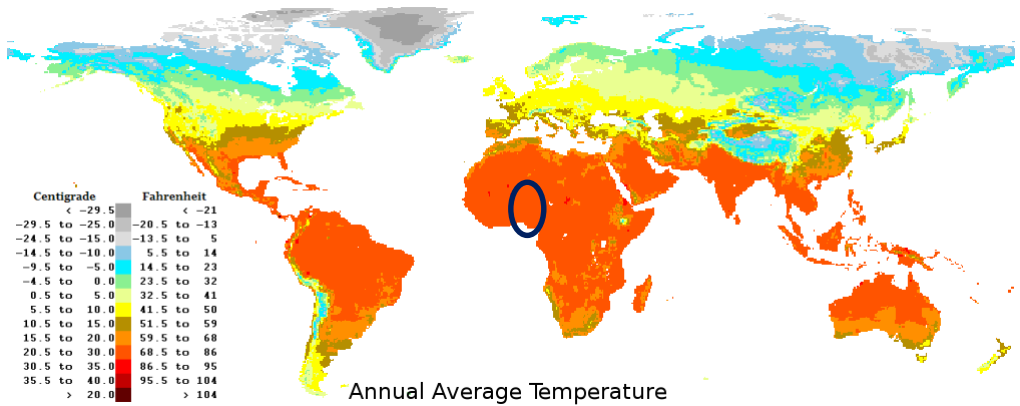 Centigrade Fahrenheit
< -29.5 < -21
-29.5 to -25.0 -20.5 to -13
-24.5 to -15.0 -13.5 to 5
-14.5 to -10.0 5.5 to 14
-9.5 to -5.0 14.5 to 23
-4.5 to 0.0 23.5 to 32
0.5 to 5.0 32.5 to 41
5.5 to 10.0 41.5 to 50
10.5 to 15.0 51.5 to 59
15.5 to 20.0 59.5 to 68
20.5 to 30.0 68.5 to 86
30.5 to 35.0 86.5 to 95
35.5 to 40.0 95.5 to 104
> 20.0 > 104
Annual Average Temperature